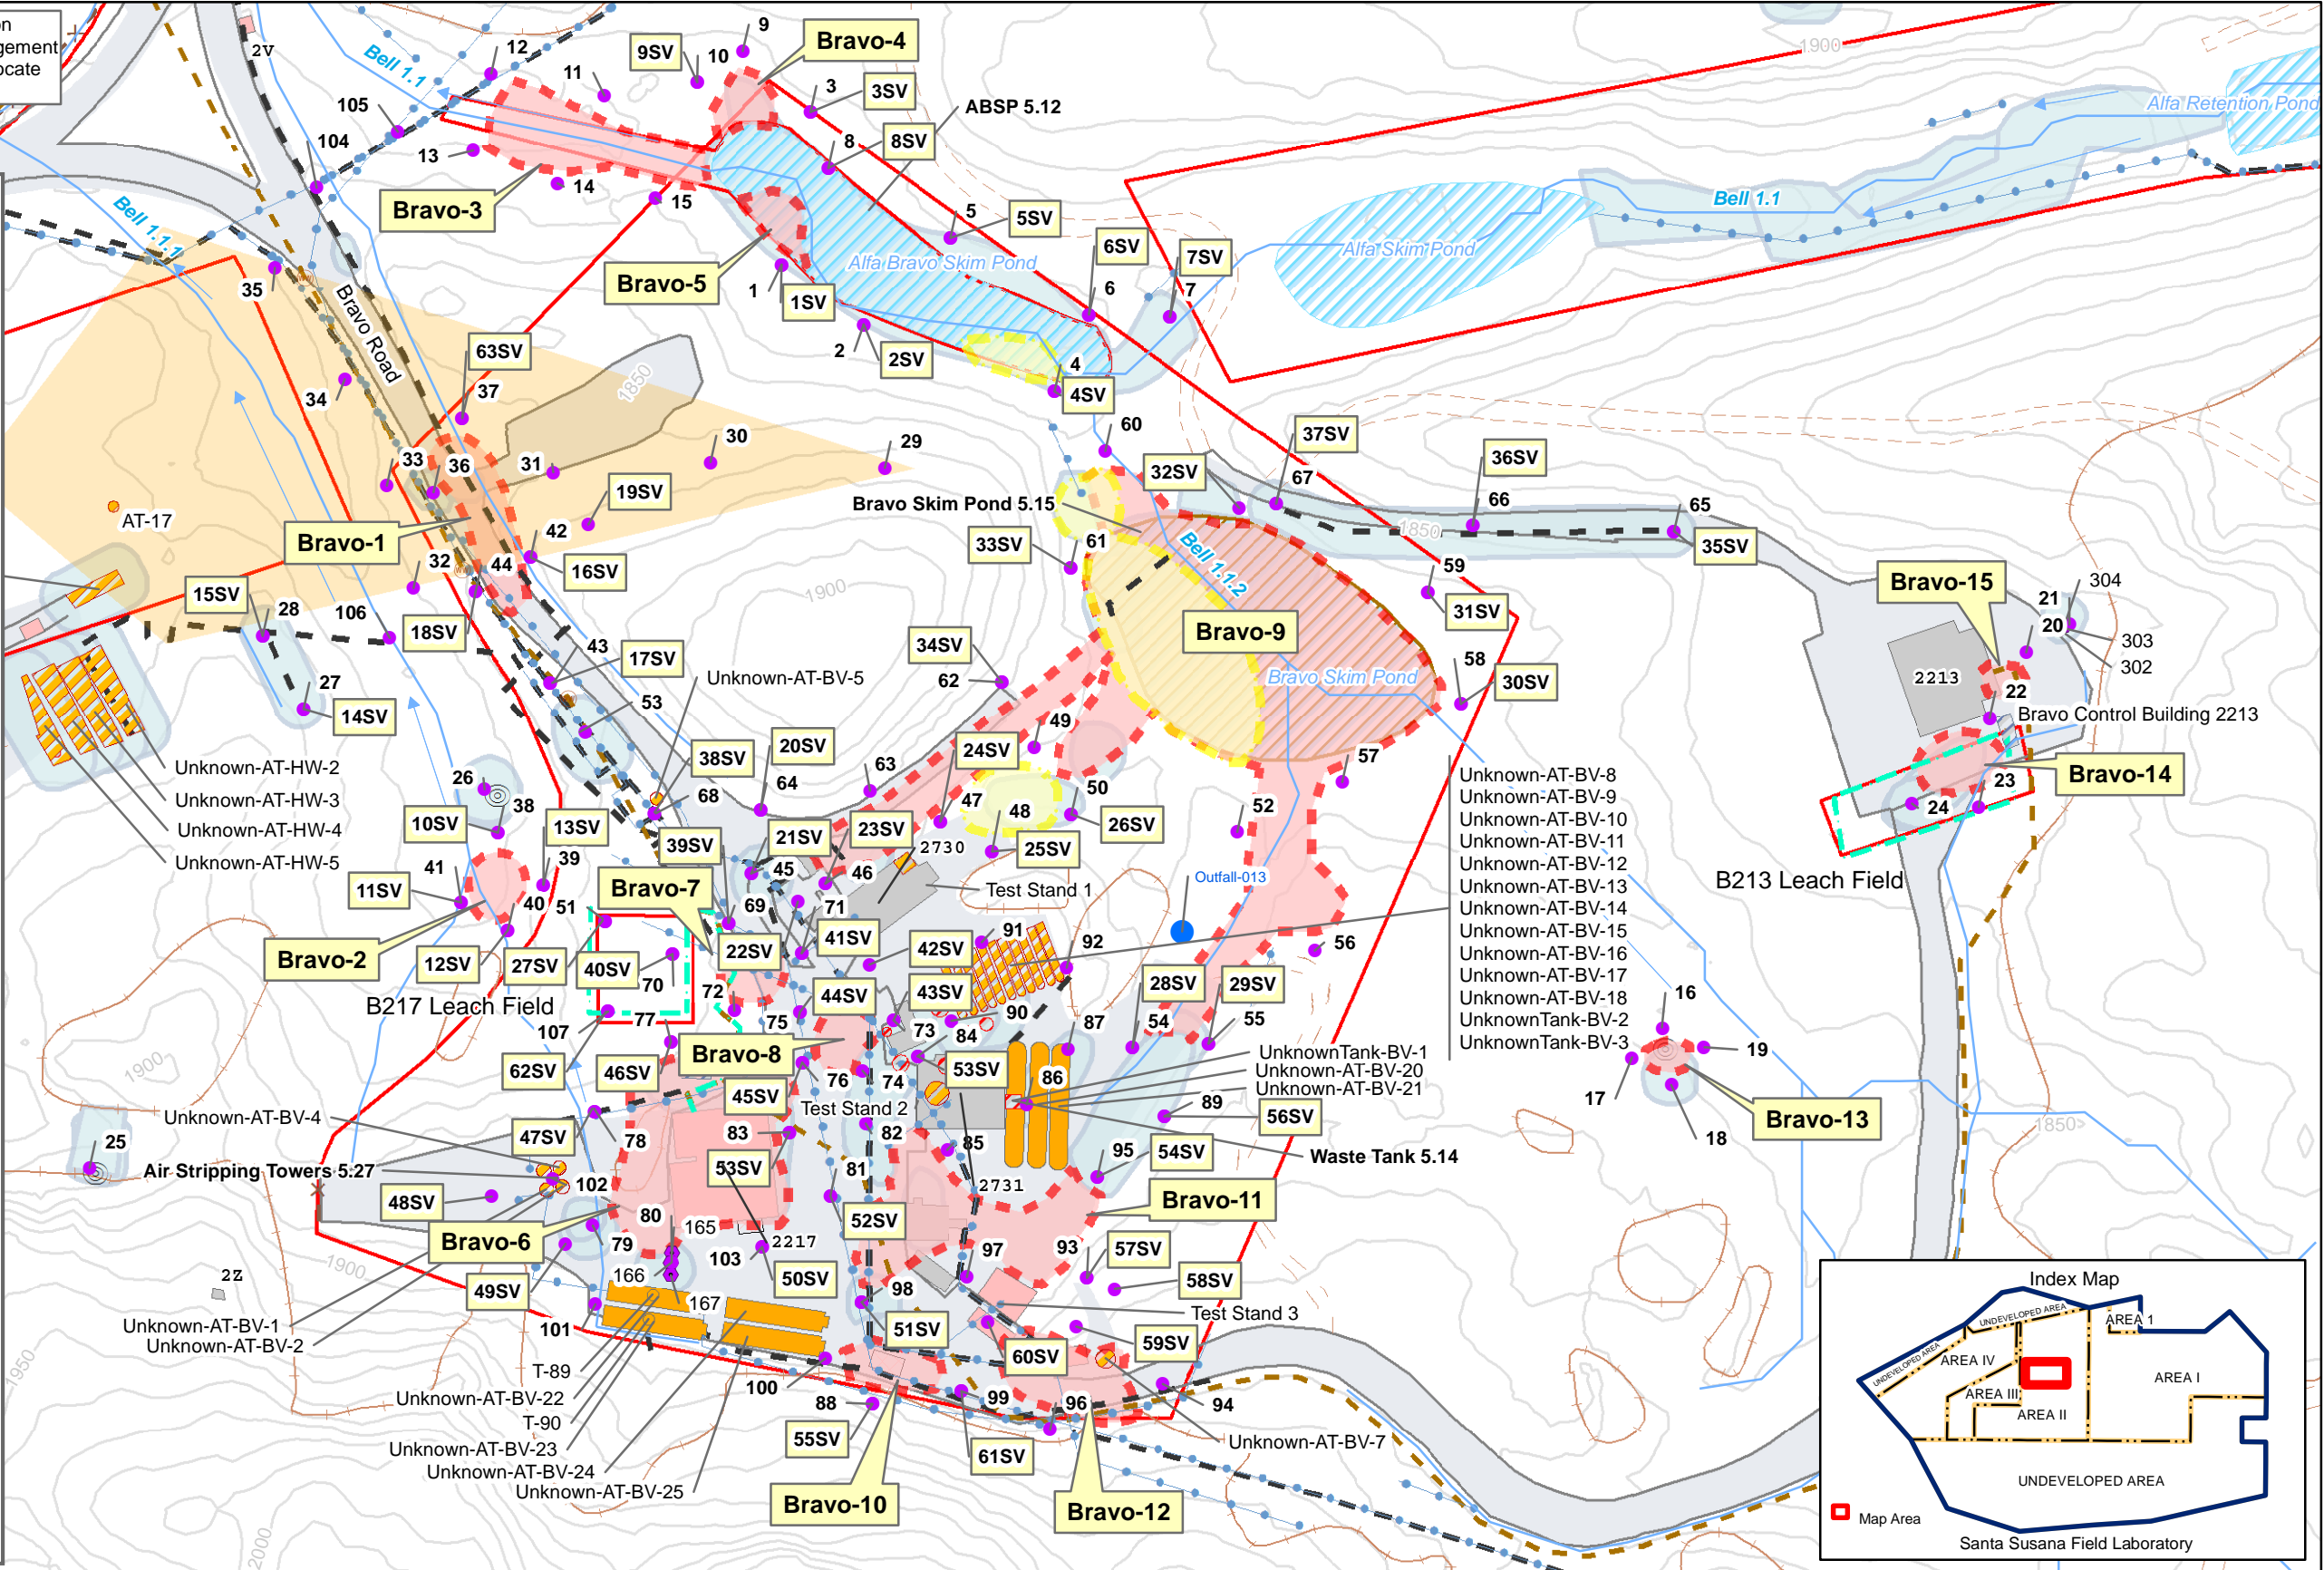 on
gement
ocate
2V
Bell 1.1
12
11
9SV
10
9
Bravo-4
3
3SV
ABSP 5.12
1900
Alfa Retention Pond
105
104
13
14
Bravo-3
15
8
8SV
5
5SV
Bell 1.1
Bell 1.1.1
35
Bravo Road
Bravo-5
1
1SV
Alfa Bravo Skim Pond
6SV
6
7SV
7
Alfa Skim Pond
2
2SV
4
4SV
63SV
37
34
1850
30
29
60
37SV
67
36SV
66
65
35SV
1850
33
36
31
19SV
32SV
Bravo Skim Pond 5.15
AT-17
Bravo-1
42
16SV
33SV
61
Bell 1.1.2
59
31SV
32
44
15SV
28
106
18SV
1900
Bravo-9
Bravo-15
304
21
20
303
302
43
17SV
34SV
62
Unknown-AT-BV-5
58
30SV
Bravo Skim Pond
2213
22
Bravo Control Building 2213
27
14SV
53
49
Unknown-AT-HW-2
Unknown-AT-HW-3
Unknown-AT-HW-4
Unknown-AT-HW-5
38SV
20SV
24SV
63
64
57
Bravo-14
23
24
26
38
10SV
13SV
39
68
39SV
21SV
23SV
47
48
50
26SV
52
25SV
2730
45
46
Test Stand 1
Outfall-013
B213 Leach Field
Unknown-AT-BV-8
Unknown-AT-BV-9
Unknown-AT-BV-10
Unknown-AT-BV-11
Unknown-AT-BV-12
Unknown-AT-BV-13
Unknown-AT-BV-14
Unknown-AT-BV-15
Unknown-AT-BV-16
Unknown-AT-BV-17
Unknown-AT-BV-18
UnknownTank-BV-2
UnknownTank-BV-3
41
11SV
40
51
Bravo-7
69
71
Bravo-2
12SV
27SV
40SV
70
22SV
41SV
42SV
91
92
56
B217 Leach Field
107
77
72
75
44SV
43SV
73
84
90
87
28SV
54
29SV
55
16
17
19
18
Bravo-13
1900
62SV
46SV
Bravo-8
76
74
53SV
86
UnknownTank-BV-1
Unknown-AT-BV-20
Unknown-AT-BV-21
45SV
Test Stand 2
89
56SV
1850
Unknown-AT-BV-4
47SV
78
83
82
85
25
Air Stripping Towers 5.27
53SV
81
95
54SV
Waste Tank 5.14
48SV
102
2731
Bravo-11
80
165
52SV
Bravo-6
79
103
2217
97
93
57SV
166
50SV
2Z
1900
49SV
98
58SV
Unknown-AT-BV-1
Unknown-AT-BV-2
101
167
51SV
Test Stand 3
59SV
60SV
1950
T-89
Unknown-AT-BV-22
T-90
Unknown-AT-BV-23
Unknown-AT-BV-24
Unknown-AT-BV-25
100
88
99
96
94
55SV
61SV
Unknown-AT-BV-7
Bravo-10
Bravo-12
2000
Index Map
UNDEVELOPED AREA
AREA 1
UNDEVELOPED AREA
AREA IV
AREA III
AREA I
AREA II
UNDEVELOPED AREA
Map Area
Santa Susana Field Laboratory